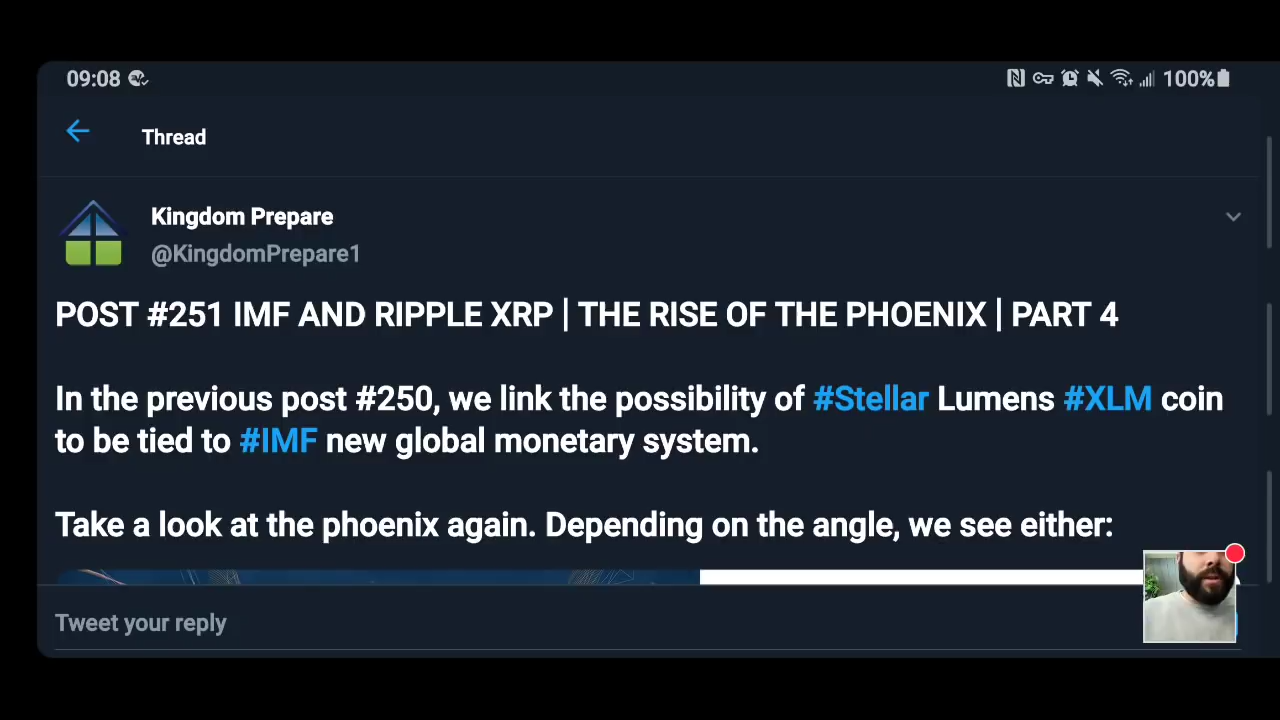 09:08
100%
Thread
Kingdom Prepare
@KingdomPrepare1
POST #251 IMF AND RIPPLE XRP | THE RISE OF THE PHOENIX | PART 4
In the previous post #250, we link the possibility of #Stellar Lumens #XLM coin
to be tied to #IMF new global monetary system.
Take a look at the phoenix again. Depending on the angle, we see either:
Tweet your reply